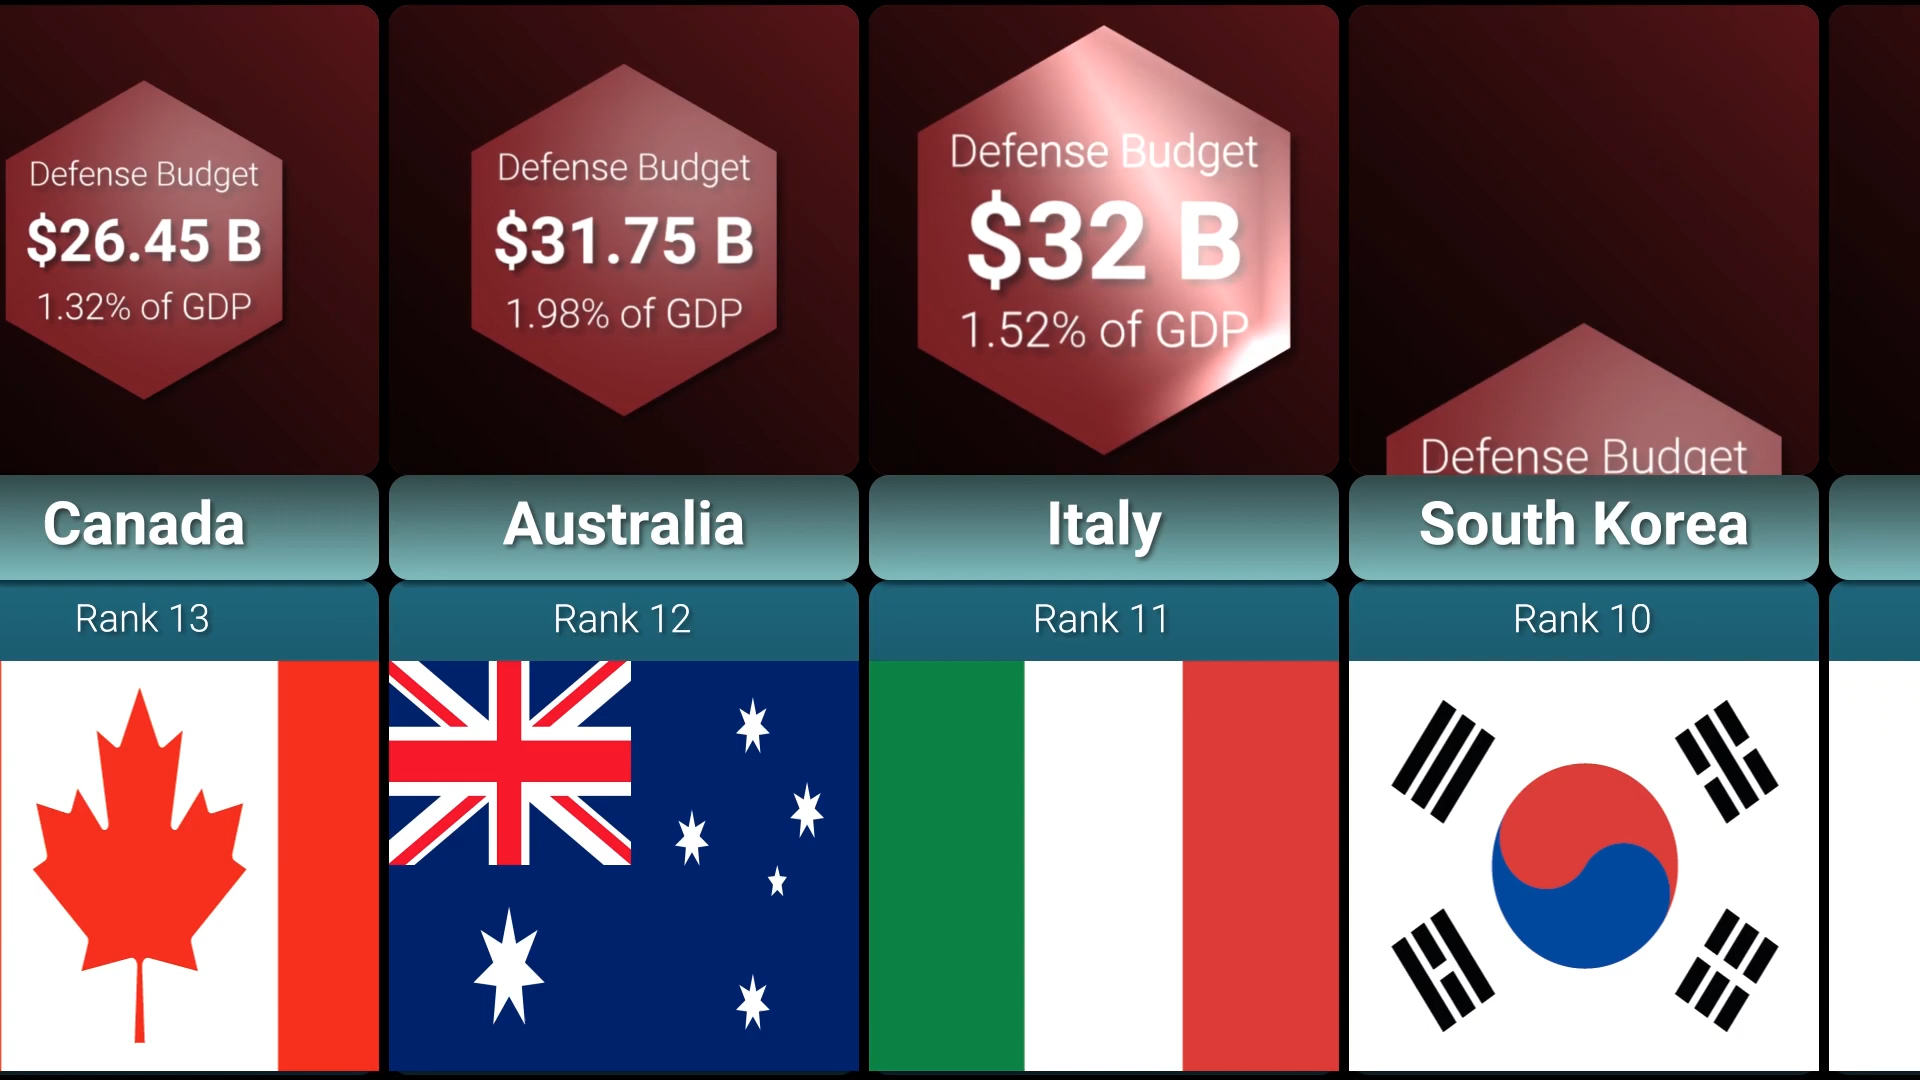 Defense Budget
$26.45 B
1.32% of GDP
Canada
Rank 13
Defense Budget
$31.75 B
1.98% of GDP
Australia
Rank 12
Defense Budget
$32 B
1.52% of GDP
Italy
Rank 11
Defense Budget
South Korea
Rank 10